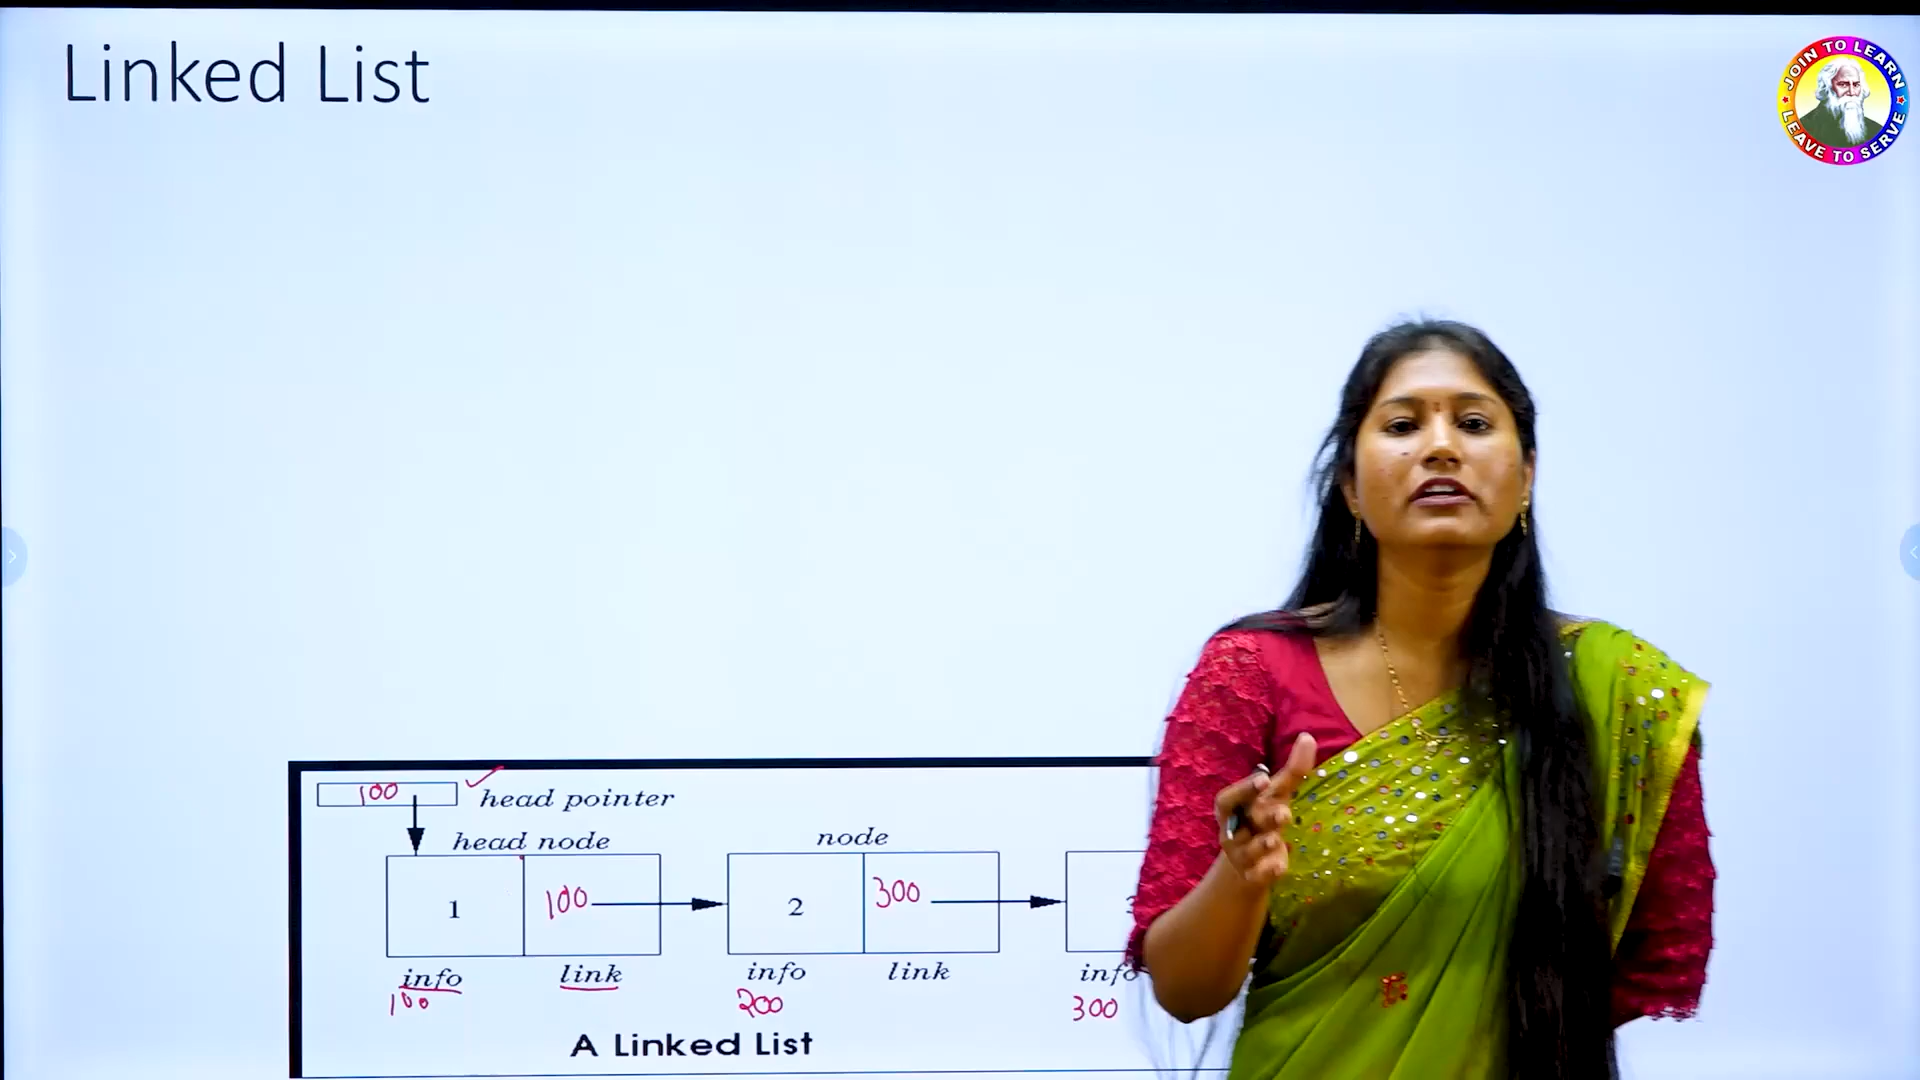 Linked List
JOIN TO LEARN
LEAVE TO SERVE
100 head pointer
head node
node
1 100
2 300
info link
info link
info
100
200
300
A Linked List